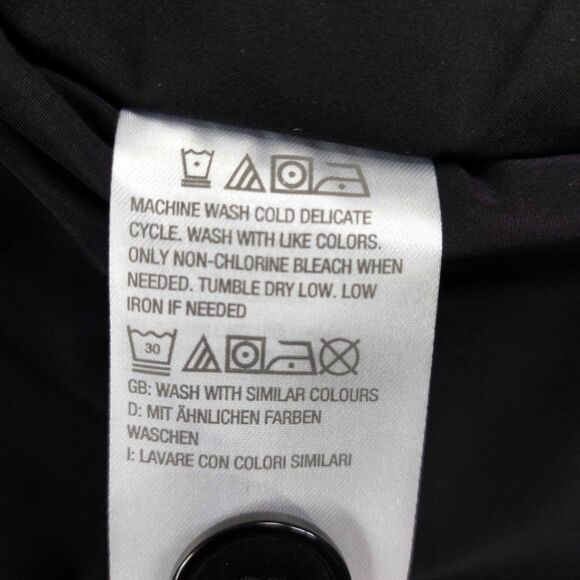 MACHINE WASH COLD DELICATE
CYCLE. WASH WITH LIKE COLORS.
ONLY NON-CHLORINE BLEACH WHEN
NEEDED. TUMBLE DRY LOW. LOW
IRON IF NEEDED
30
GB: WASH WITH SIMILAR COLOURS
D: MIT ÄHNLICHEN FARBEN
WASCHEN
I: LAVARE CON COLORI SIMILARI